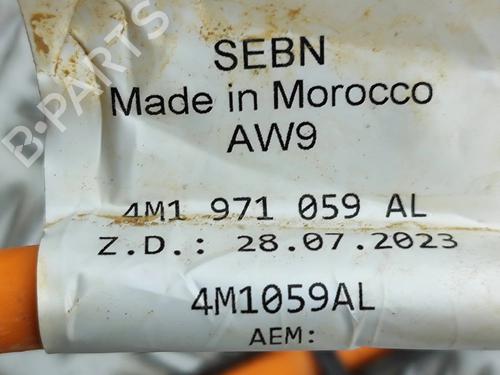 B-PARTS
SEBN
Made in Morocco
AW9
4M1 971 059 AL
Z.D.: 28.07.2023
4M1059AL
AEM: